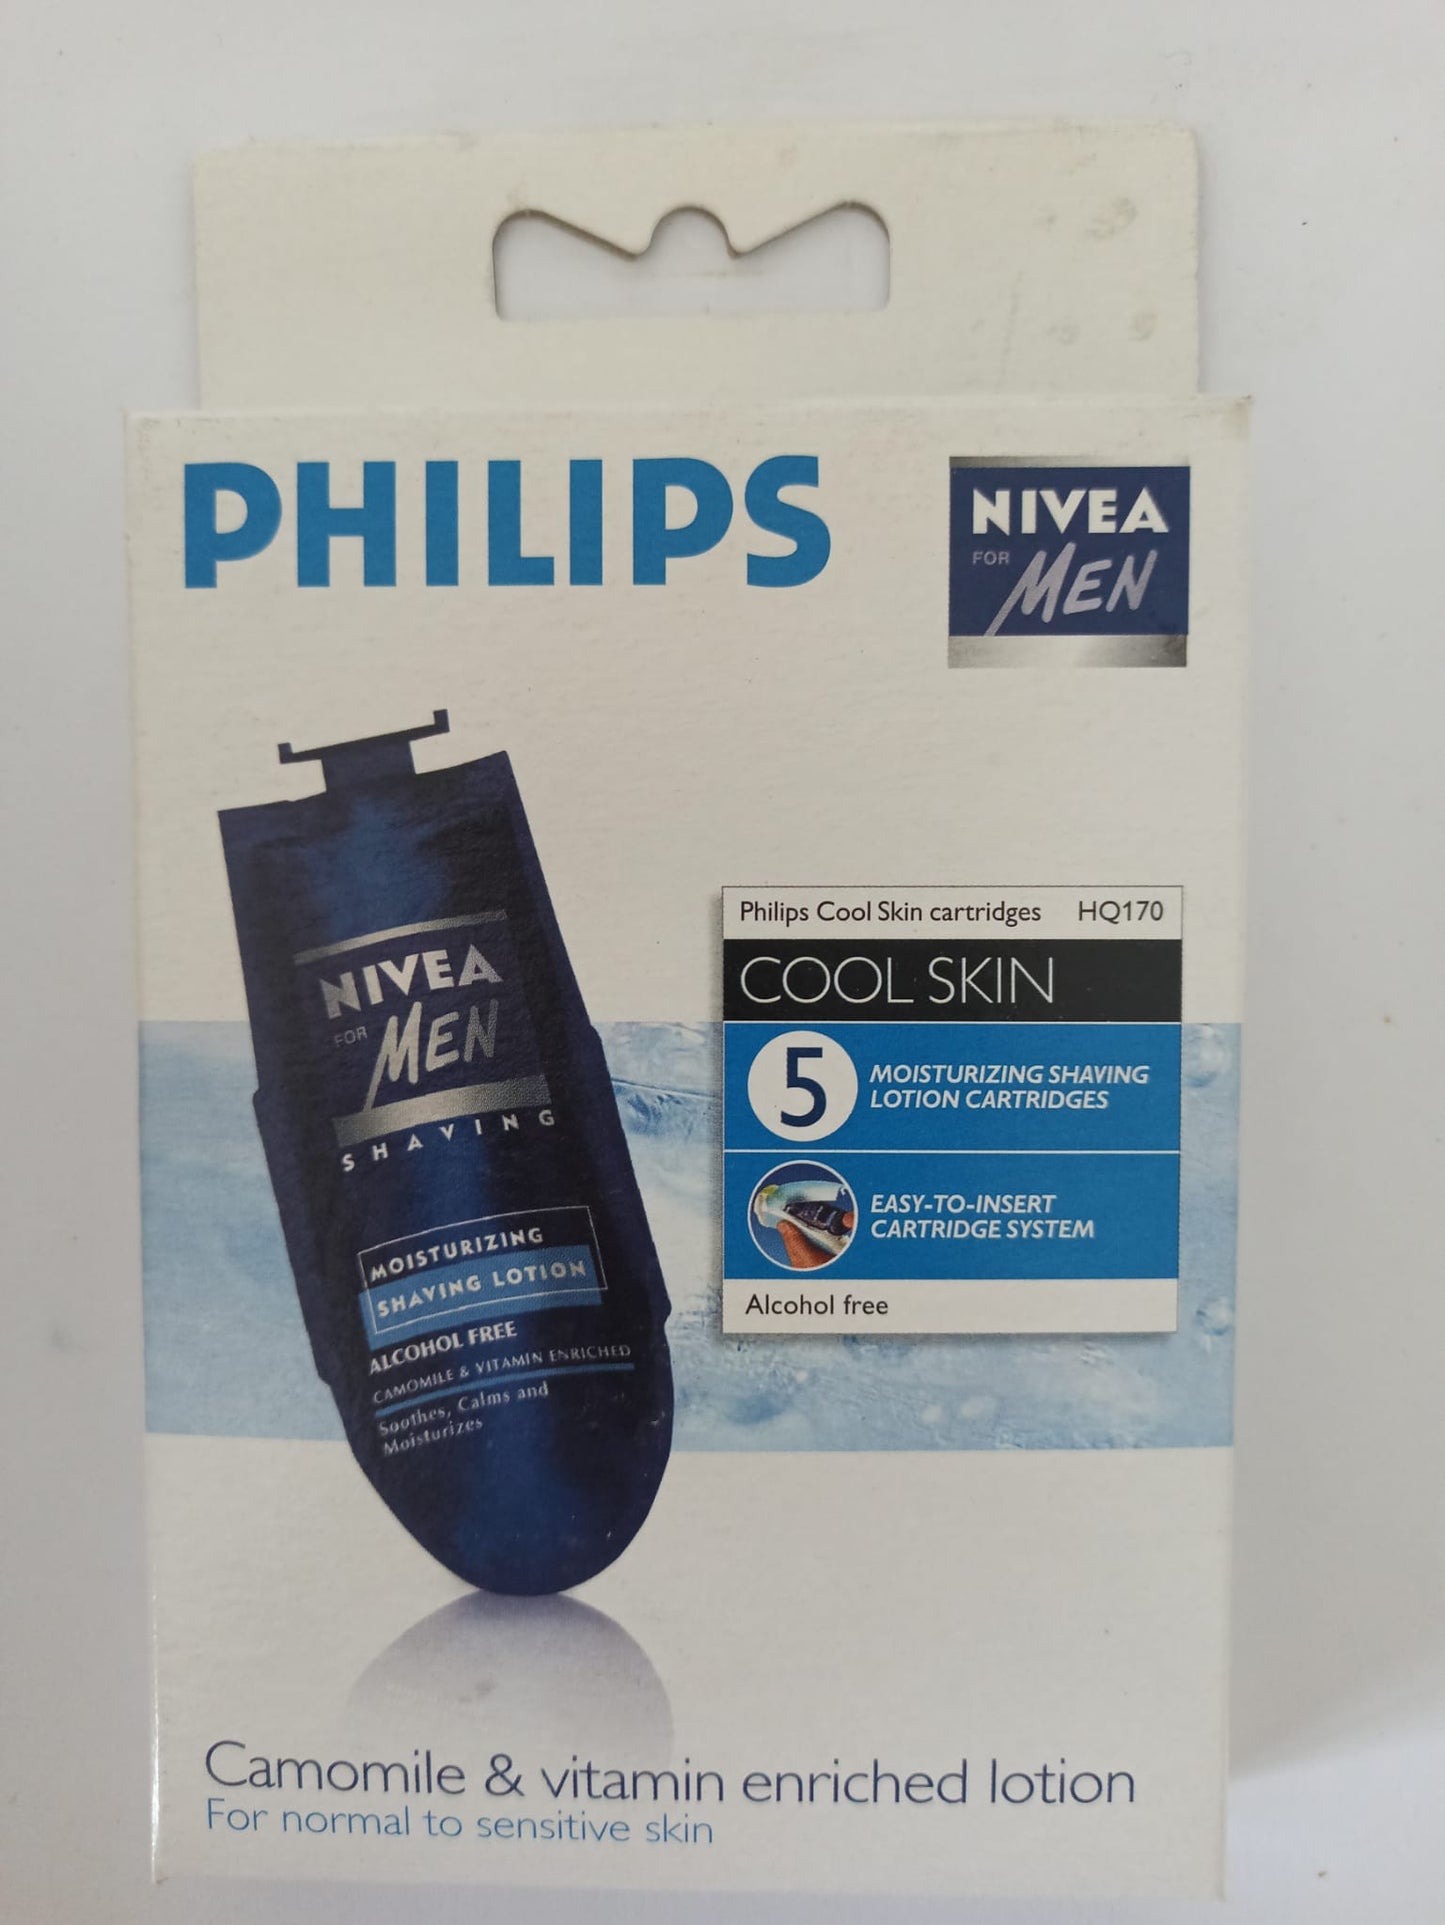 PHILIPS
NIVEA
FOR MEN
NIVEA
FOR MEN
SHAVING
MOISTURIZING
SHAVING LOTION
ALCOHOL FREE
CAMOMILE & VITAMIN ENRICHED
Soothes, Calms and
Moisturizes
Philips Cool Skin cartridges HQ170
COOL SKIN
5 MOISTURIZING SHAVING
LOTION CARTRIDGES
EASY-TO-INSERT
CARTRIDGE SYSTEM
Alcohol free
Camomile & vitamin enriched lotion
For normal to sensitive skin